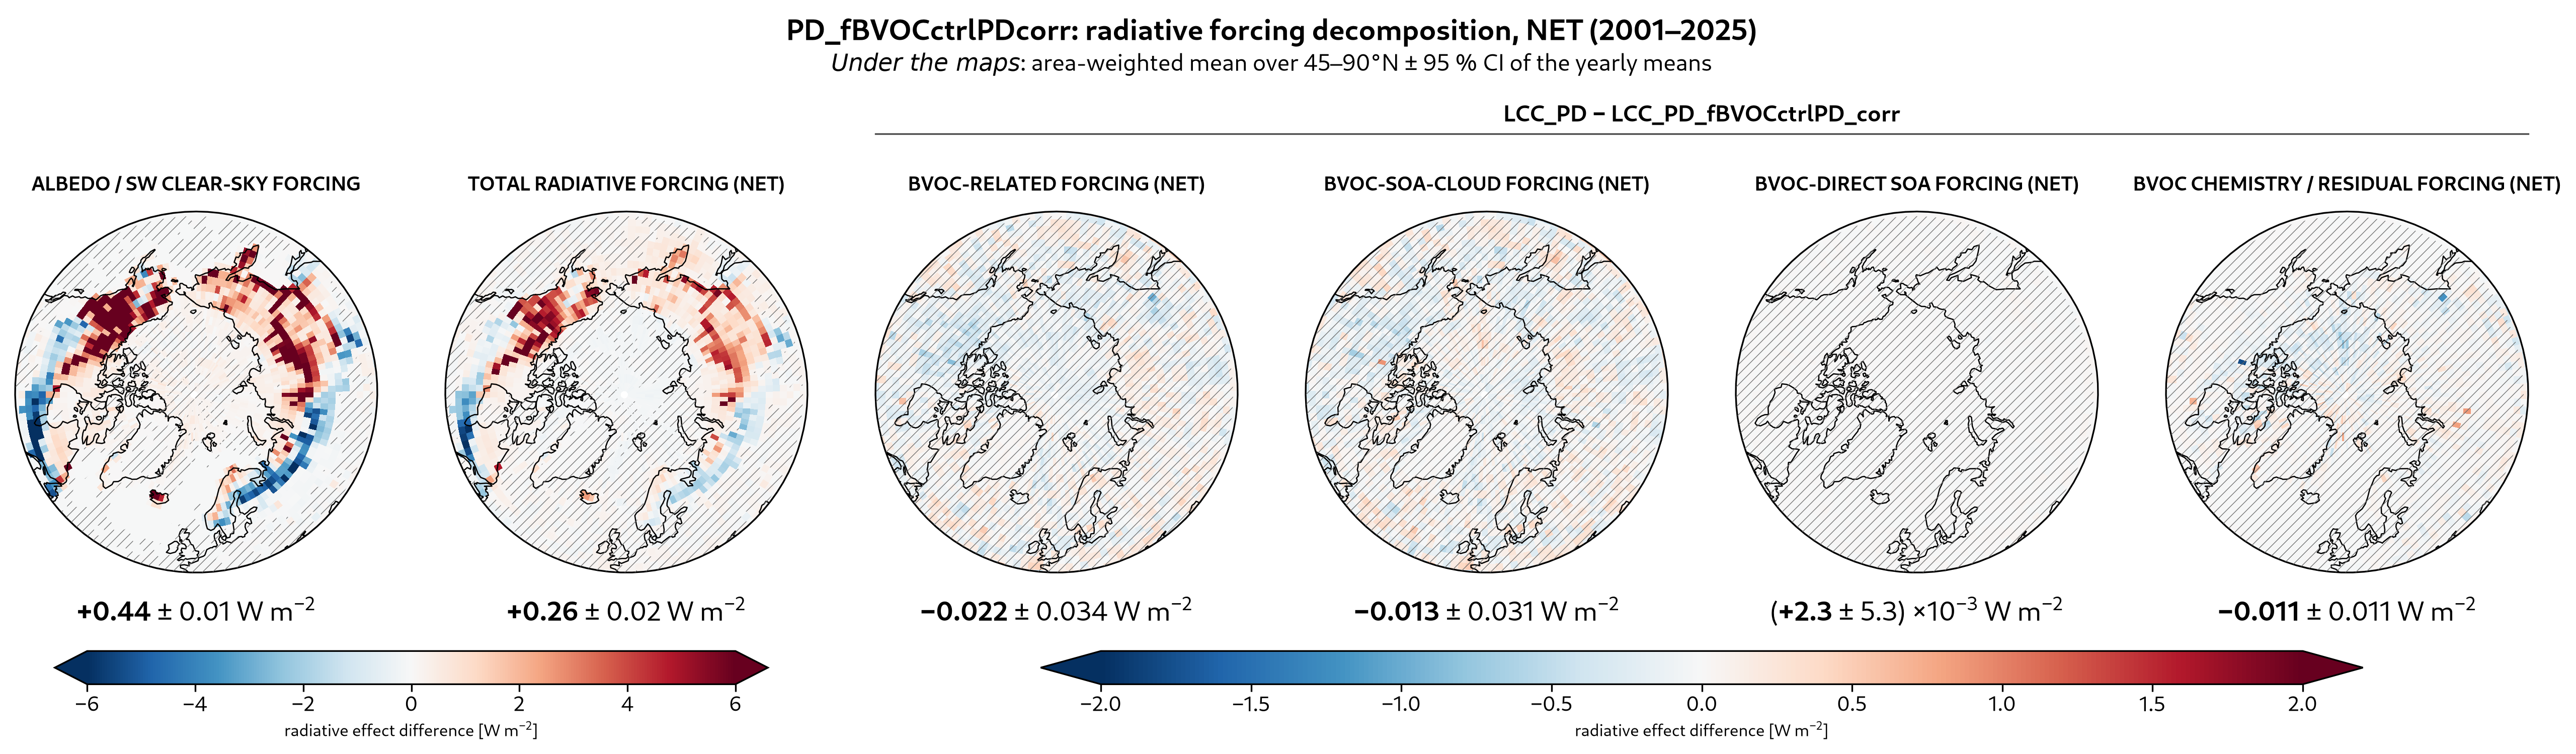 PD_fBVOCctrlPDcorr: radiative forcing decomposition, NET (2001–2025)
Under the maps: area-weighted mean over 45–90°N ± 95 % CI of the yearly means
LCC_PD − LCC_PD_fBVOCctrlPD_corr
ALBEDO / SW CLEAR-SKY FORCING
TOTAL RADIATIVE FORCING (NET)
BVOC-RELATED FORCING (NET)
BVOC-SOA-CLOUD FORCING (NET)
BVOC-DIRECT SOA FORCING (NET)
BVOC CHEMISTRY / RESIDUAL FORCING (NET)
+0.44 ± 0.01 W m⁻²
+0.26 ± 0.02 W m⁻²
−0.022 ± 0.034 W m⁻²
−0.013 ± 0.031 W m⁻²
(+2.3 ± 5.3) ×10⁻³ W m⁻²
−0.011 ± 0.011 W m⁻²
−6 −4 −2 0 2 4 6
radiative effect difference [W m⁻²]
−2.0 −1.5 −1.0 −0.5 0.0 0.5 1.0 1.5 2.0
radiative effect difference [W m⁻²]